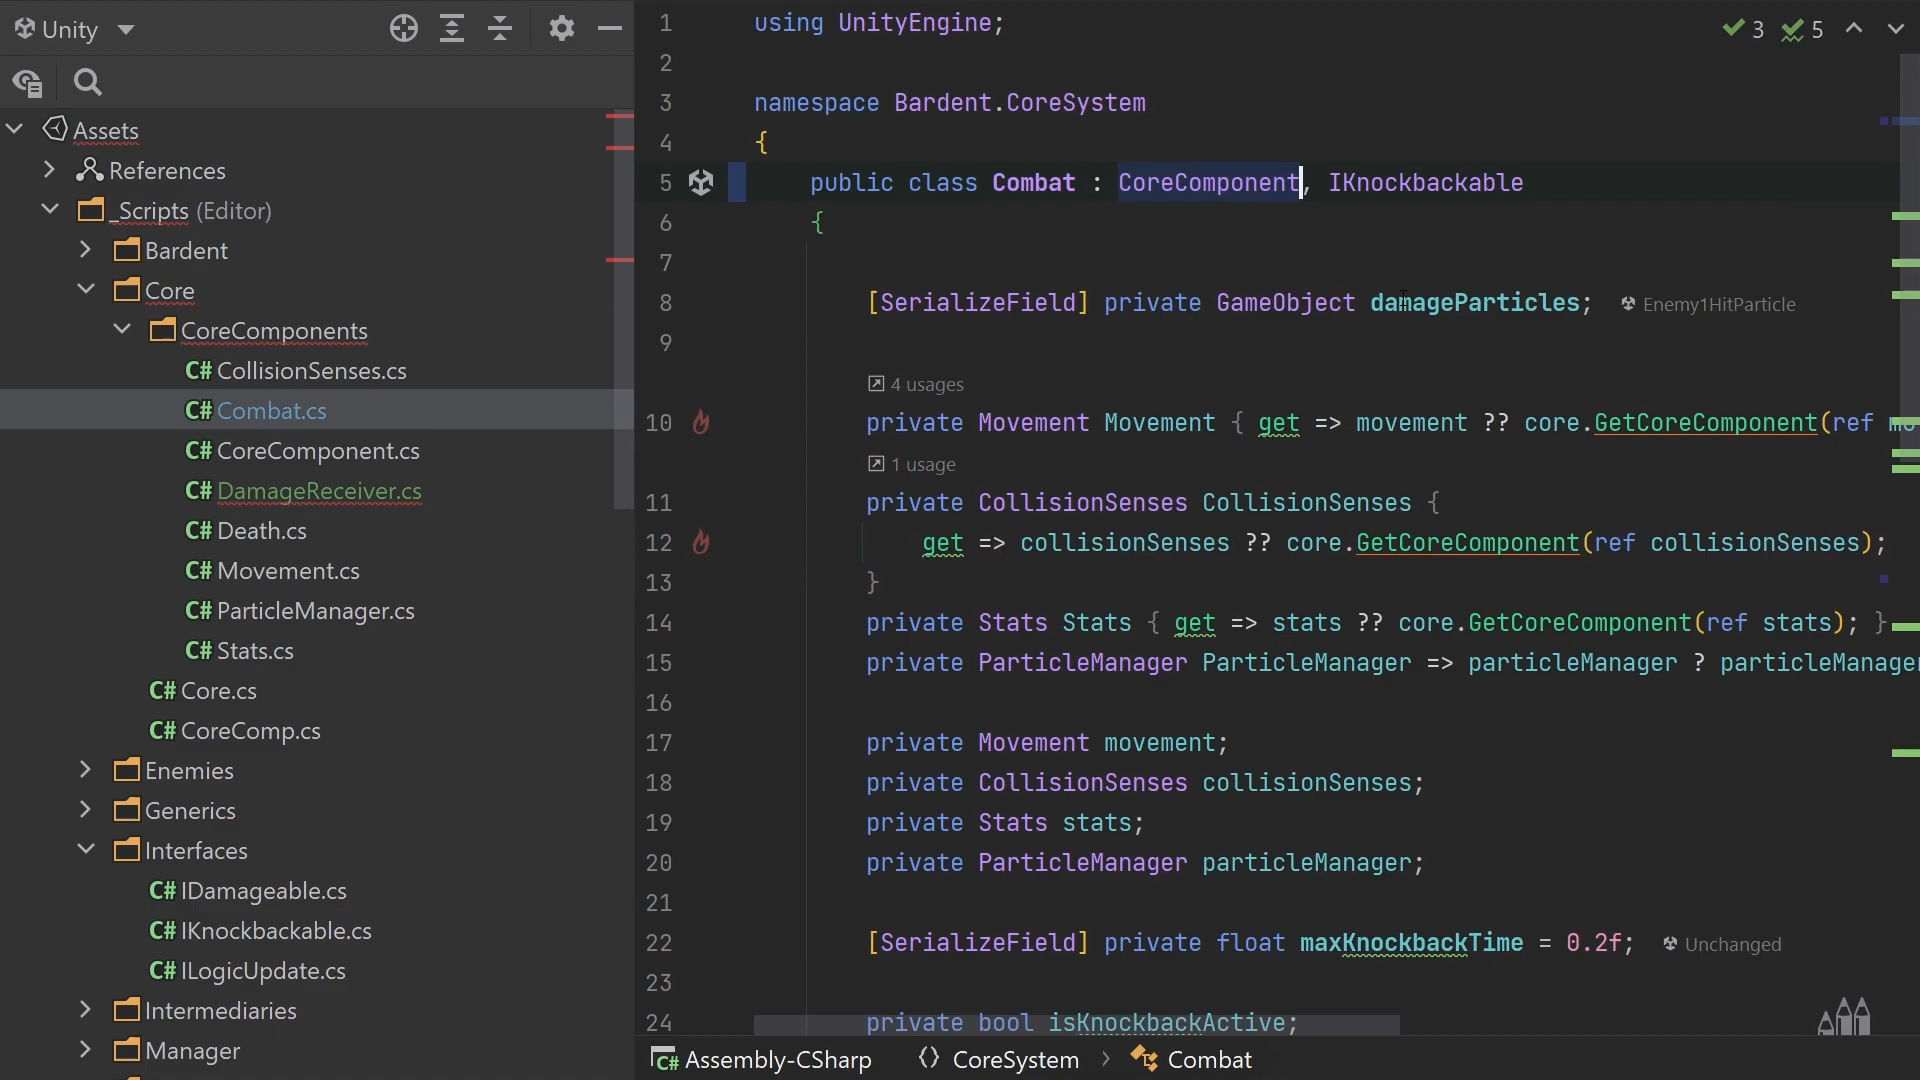 Unity
Assets
References
_Scripts (Editor)
Bardent
Core
CoreComponents
C# CollisionSenses.cs
C# Combat.cs
C# CoreComponent.cs
C# DamageReceiver.cs
C# Death.cs
C# Movement.cs
C# ParticleManager.cs
C# Stats.cs
C# Core.cs
C# CoreComp.cs
Enemies
Generics
Interfaces
C# IDamageable.cs
C# IKnockbackable.cs
C# ILogicUpdate.cs
Intermediaries
Manager
3 5
1 using UnityEngine;
2
3 namespace Bardent.CoreSystem
4 {
5 public class Combat : CoreComponent, IKnockbackable
6 {
7
8 [SerializeField] private GameObject damageParticles; Enemy1HitParticle
9
4 usages
10 private Movement Movement { get => movement ?? core.GetCoreComponent(ref mo
1 usage
11 private CollisionSenses CollisionSenses {
12 get => collisionSenses ?? core.GetCoreComponent(ref collisionSenses);
13 }
14 private Stats Stats { get => stats ?? core.GetCoreComponent(ref stats); }
15 private ParticleManager ParticleManager => particleManager ? particleManager
16
17 private Movement movement;
18 private CollisionSenses collisionSenses;
19 private Stats stats;
20 private ParticleManager particleManager;
21
22 [SerializeField] private float maxKnockbackTime = 0.2f; Unchanged
23
24 private bool isKnockbackActive;
C# Assembly-CSharp CoreSystem Combat